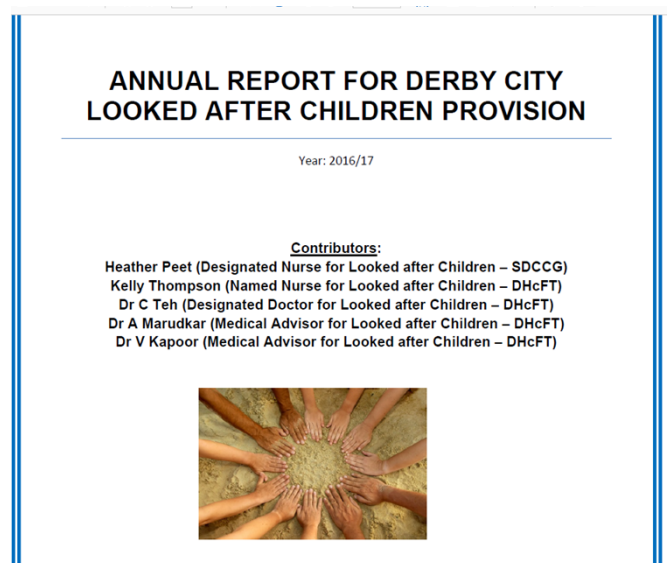 ANNUAL REPORT FOR DERBY CITY
LOOKED AFTER CHILDREN PROVISION
Year: 2016/17
Contributors:
Heather Peet (Designated Nurse for Looked after Children – SDCCG)
Kelly Thompson (Named Nurse for Looked after Children – DHcFT)
Dr C Teh (Designated Doctor for Looked after Children – DHcFT)
Dr A Marudkar (Medical Advisor for Looked after Children – DHcFT)
Dr V Kapoor (Medical Advisor for Looked after Children – DHcFT)